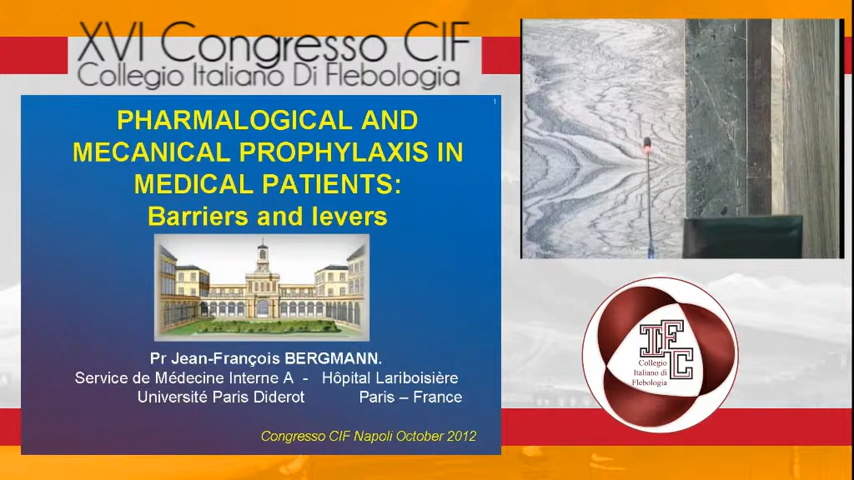 XVI Congresso CIF
Collegio Italiano Di Flebologia
1
PHARMALOGICAL AND
MECANICAL PROPHYLAXIS IN
MEDICAL PATIENTS:
Barriers and levers
Pr Jean-François BERGMANN.
Service de Médecine Interne A - Hôpital Lariboisière
Université Paris Diderot Paris – France
Congresso CIF Napoli October 2012
IFC
Collegio
Italiano di
Flebologia